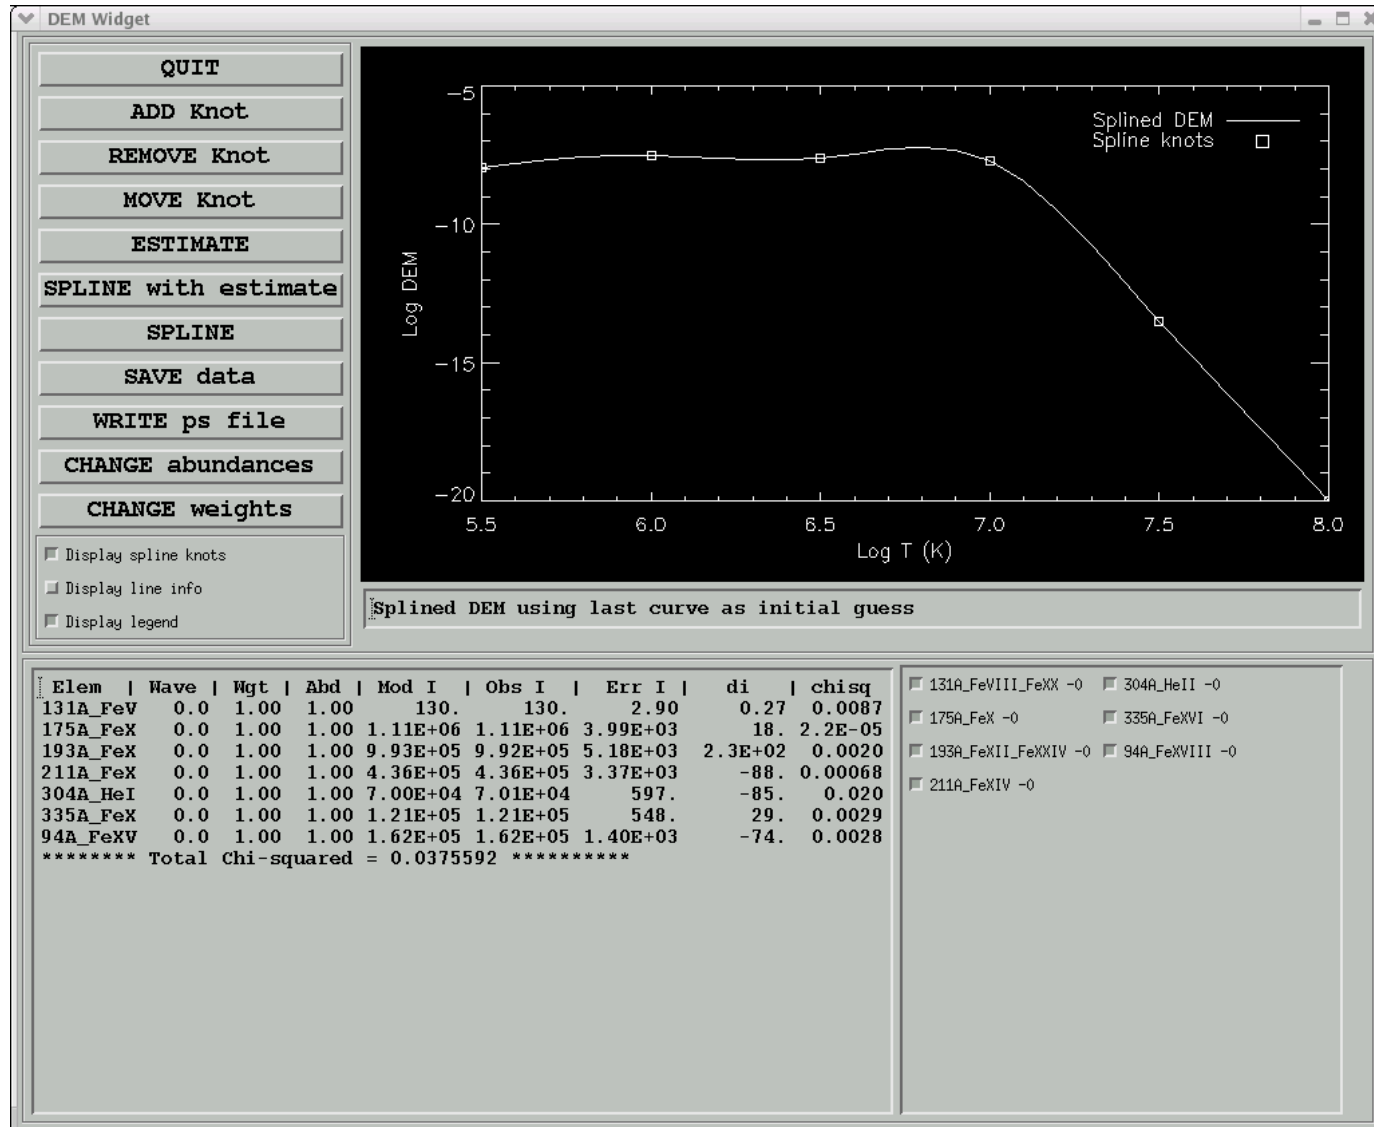 DEM Widget
QUIT
ADD Knot
REMOVE Knot
MOVE Knot
ESTIMATE
SPLINE with estimate
SPLINE
SAVE data
WRITE ps file
CHANGE abundances
CHANGE weights
Display spline knots
Display line info
Display legend
-5
-10
-15
-20
Log DEM
Splined DEM
Spline knots
5.5 6.0 6.5 7.0 7.5 8.0
Log T (K)
Splined DEM using last curve as initial guess
Elem | Wave | Wgt | Abd | Mod I | Obs I | Err I | di | chisq
131A_FeV 0.0 1.00 1.00 130. 130. 2.90 0.27 0.0087
175A_FeX 0.0 1.00 1.00 1.11E+06 1.11E+06 3.99E+03 18. 2.2E-05
193A_FeX 0.0 1.00 1.00 9.93E+05 9.92E+05 5.18E+03 2.3E+02 0.0020
211A_FeX 0.0 1.00 1.00 4.36E+05 4.36E+05 3.37E+03 -88. 0.00068
304A_HeI 0.0 1.00 1.00 7.00E+04 7.01E+04 597. -85. 0.020
335A_FeX 0.0 1.00 1.00 1.21E+05 1.21E+05 548. 29. 0.0029
94A_FeXV 0.0 1.00 1.00 1.62E+05 1.62E+05 1.40E+03 -74. 0.0028
******** Total Chi-squared = 0.0375592 **********
131A_FeVIII_FeXX -0 304A_HeII -0
175A_FeX -0 335A_FeXVI -0
193A_FeXII_FeXXIV -0 94A_FeXVIII -0
211A_FeXIV -0